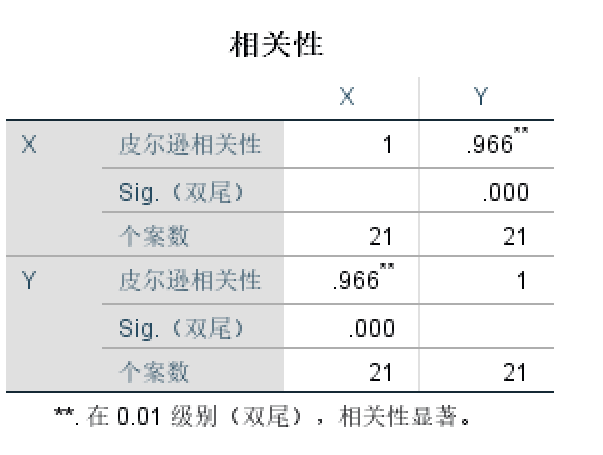 相关性
X Y
X 皮尔逊相关性 1 .966**
Sig.（双尾） .000
个案数 21 21
Y 皮尔逊相关性 .966** 1
Sig.（双尾） .000
个案数 21 21
**. 在 0.01 级别（双尾），相关性显著。